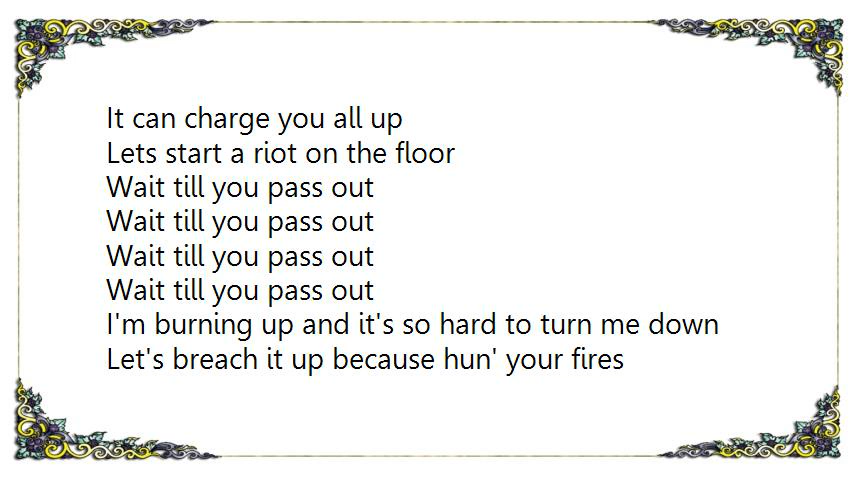 It can charge you all up
Lets start a riot on the floor
Wait till you pass out
Wait till you pass out
Wait till you pass out
Wait till you pass out
I'm burning up and it's so hard to turn me down
Let's breach it up because hun' your fires